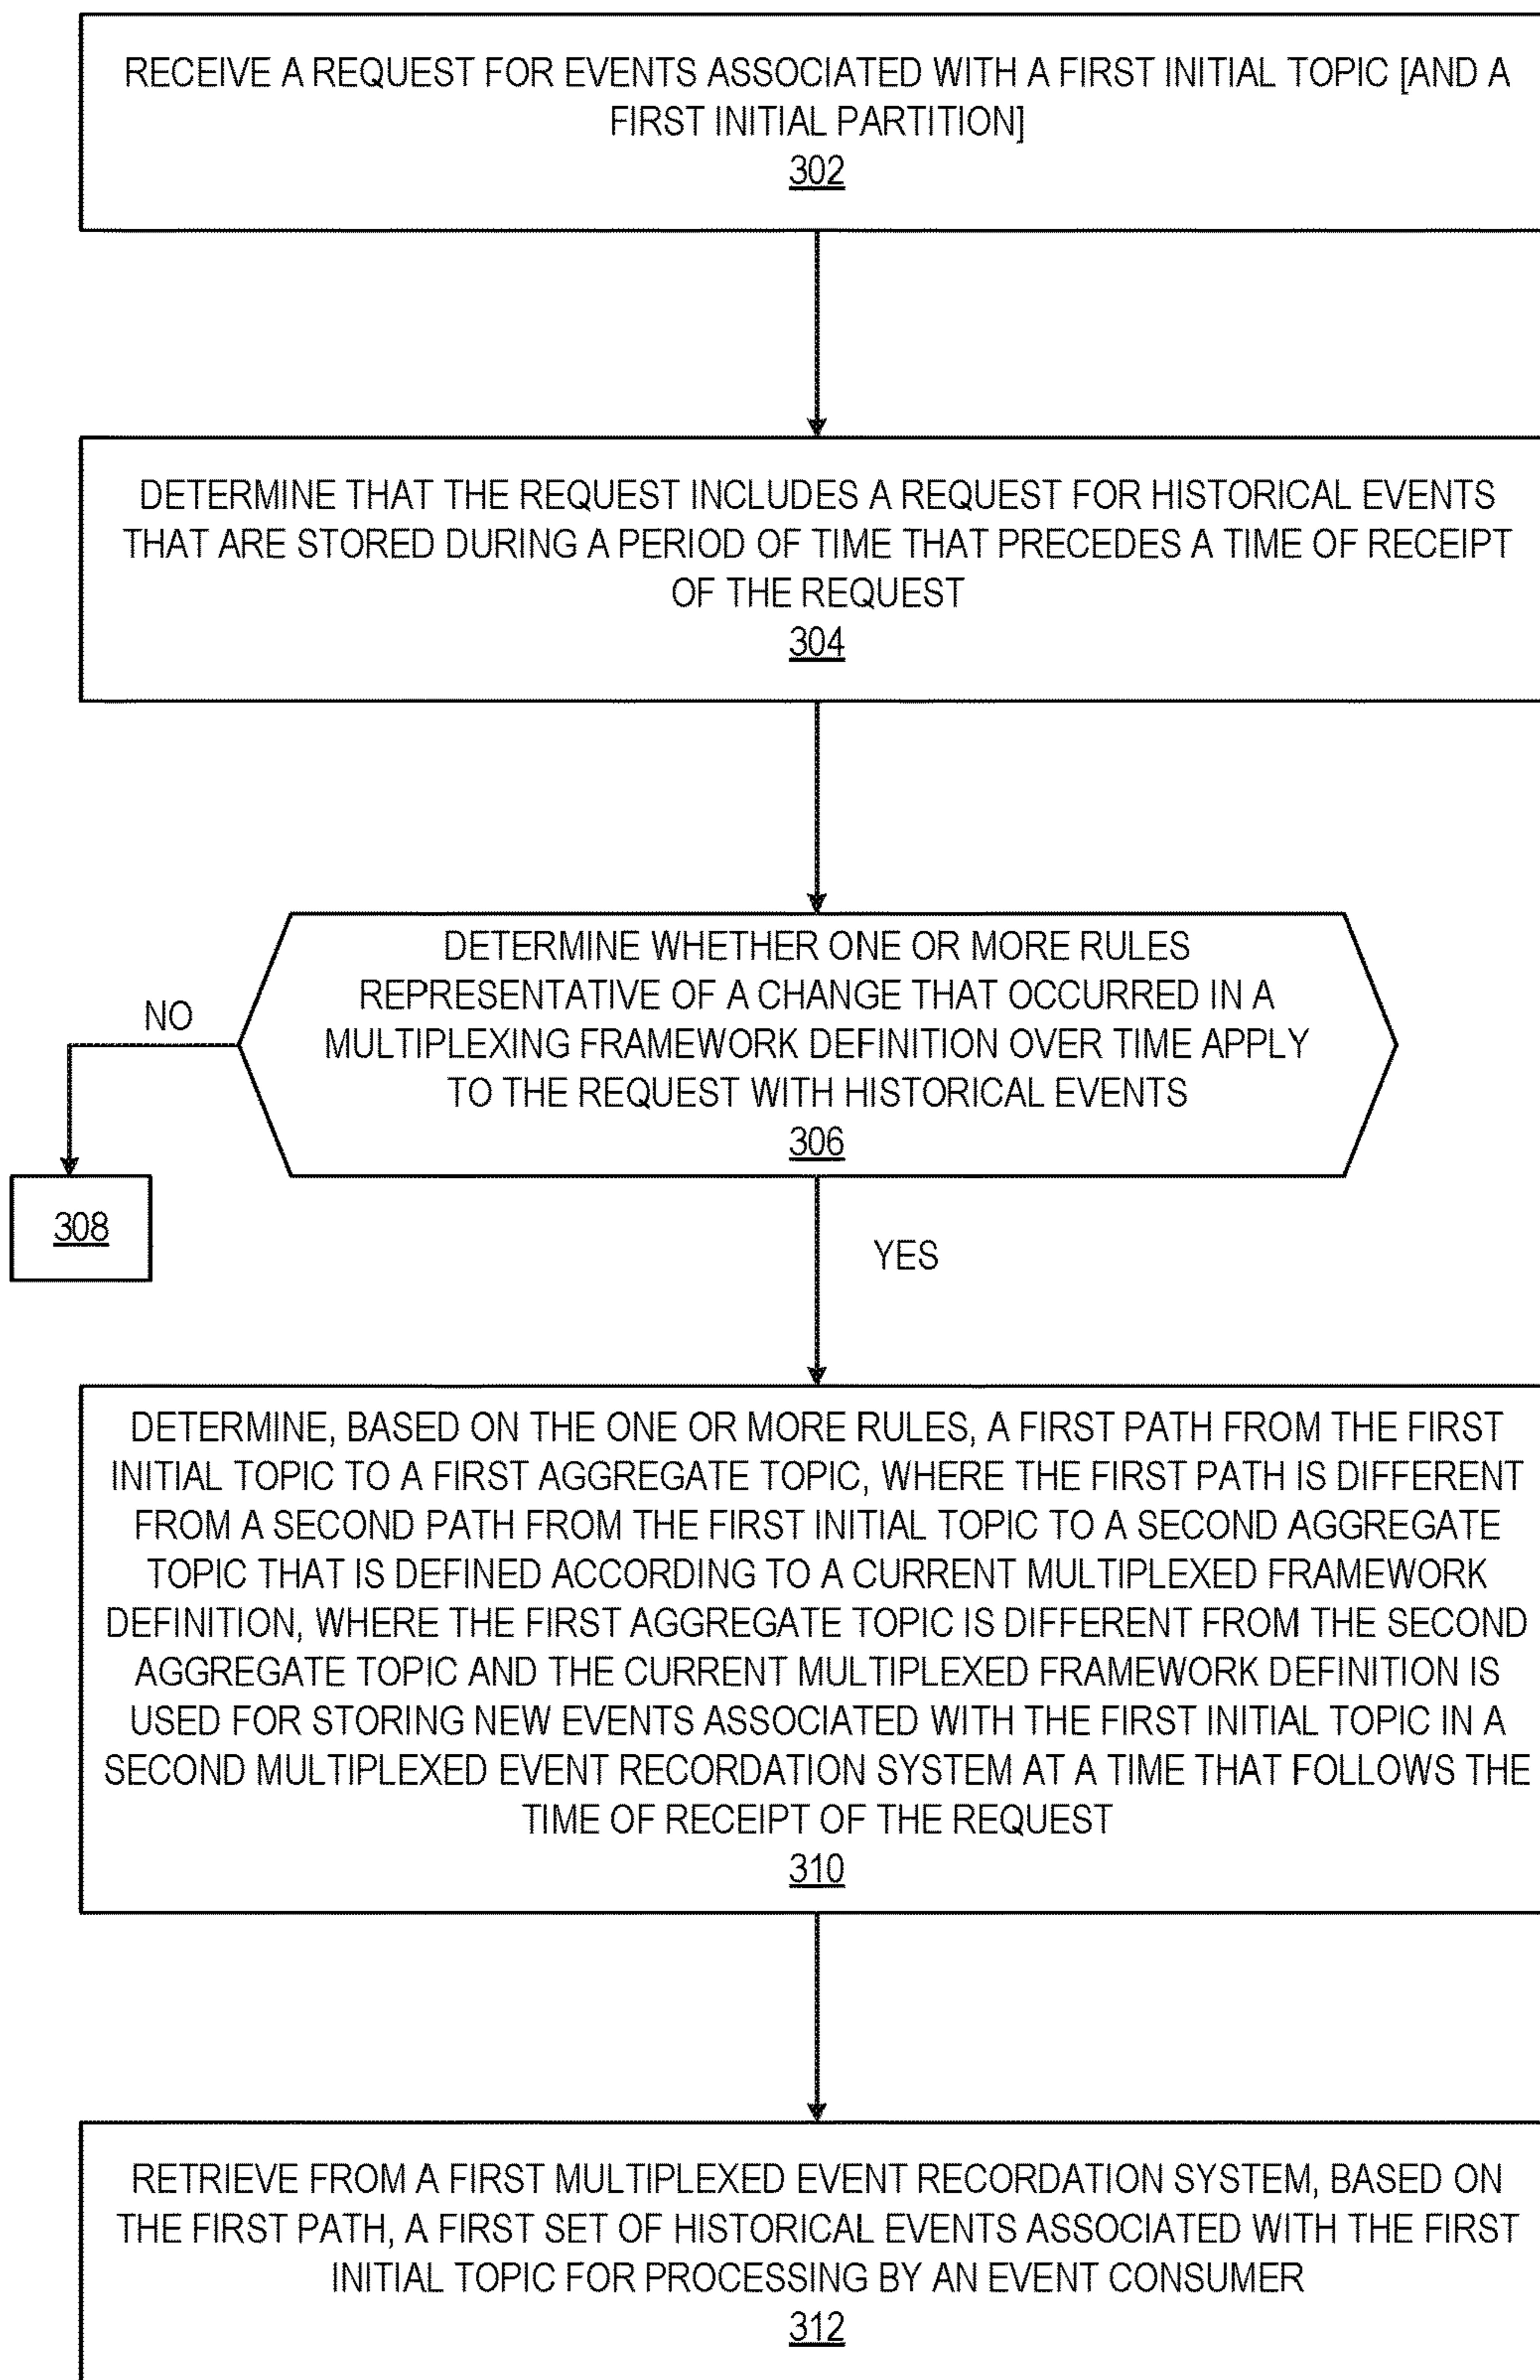 RECEIVE A REQUEST FOR EVENTS ASSOCIATED WITH A FIRST INITIAL TOPIC [AND A
FIRST INITIAL PARTITION]
302
DETERMINE THAT THE REQUEST INCLUDES A REQUEST FOR HISTORICAL EVENTS
THAT ARE STORED DURING A PERIOD OF TIME THAT PRECEDES A TIME OF RECEIPT
OF THE REQUEST
304
DETERMINE WHETHER ONE OR MORE RULES
REPRESENTATIVE OF A CHANGE THAT OCCURRED IN A
MULTIPLEXING FRAMEWORK DEFINITION OVER TIME APPLY
TO THE REQUEST WITH HISTORICAL EVENTS
306
NO
308
YES
DETERMINE, BASED ON THE ONE OR MORE RULES, A FIRST PATH FROM THE FIRST
INITIAL TOPIC TO A FIRST AGGREGATE TOPIC, WHERE THE FIRST PATH IS DIFFERENT
FROM A SECOND PATH FROM THE FIRST INITIAL TOPIC TO A SECOND AGGREGATE
TOPIC THAT IS DEFINED ACCORDING TO A CURRENT MULTIPLEXED FRAMEWORK
DEFINITION, WHERE THE FIRST AGGREGATE TOPIC IS DIFFERENT FROM THE SECOND
AGGREGATE TOPIC AND THE CURRENT MULTIPLEXED FRAMEWORK DEFINITION IS
USED FOR STORING NEW EVENTS ASSOCIATED WITH THE FIRST INITIAL TOPIC IN A
SECOND MULTIPLEXED EVENT RECORDATION SYSTEM AT A TIME THAT FOLLOWS THE
TIME OF RECEIPT OF THE REQUEST
310
RETRIEVE FROM A FIRST MULTIPLEXED EVENT RECORDATION SYSTEM, BASED ON
THE FIRST PATH, A FIRST SET OF HISTORICAL EVENTS ASSOCIATED WITH THE FIRST
INITIAL TOPIC FOR PROCESSING BY AN EVENT CONSUMER
312